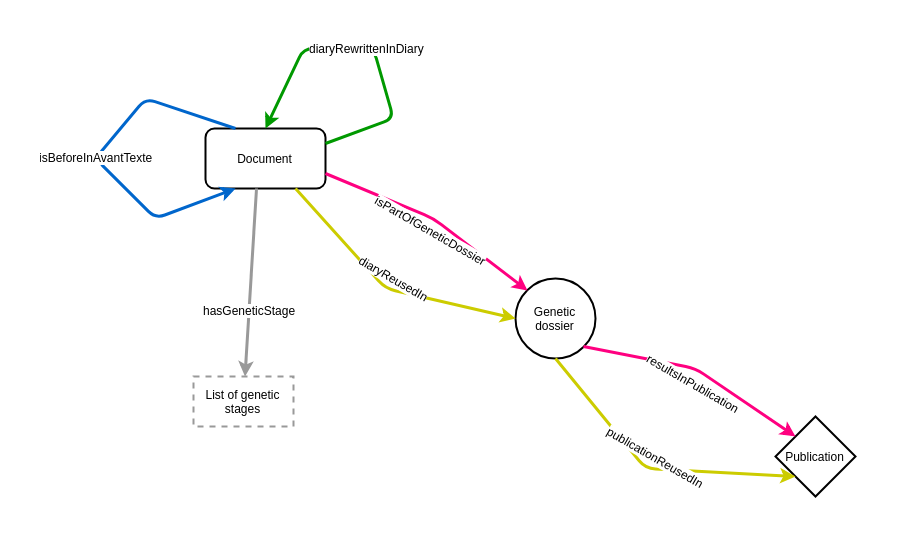 diaryRewrittenInDiary
isBeforeInAvantTexte
Document
isPartOfGeneticDossier
diaryReusedIn
hasGeneticStage
Genetic
dossier
List of genetic
stages
resultsInPublication
publicationReusedIn
Publication